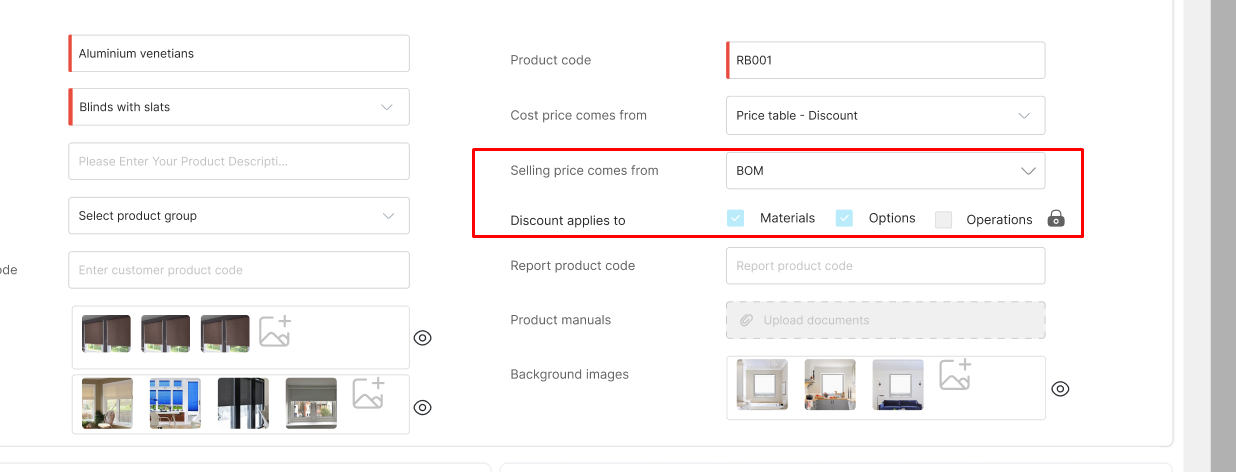 Aluminium venetians
Product code
RB001
Blinds with slats
Cost price comes from
Price table - Discount
Please Enter Your Product Descripti...
Selling price comes from
BOM
Select product group
Discount applies to
Materials
Options
Operations
ode
Enter customer product code
Report product code
Report product code
Product manuals
Upload documents
Background images